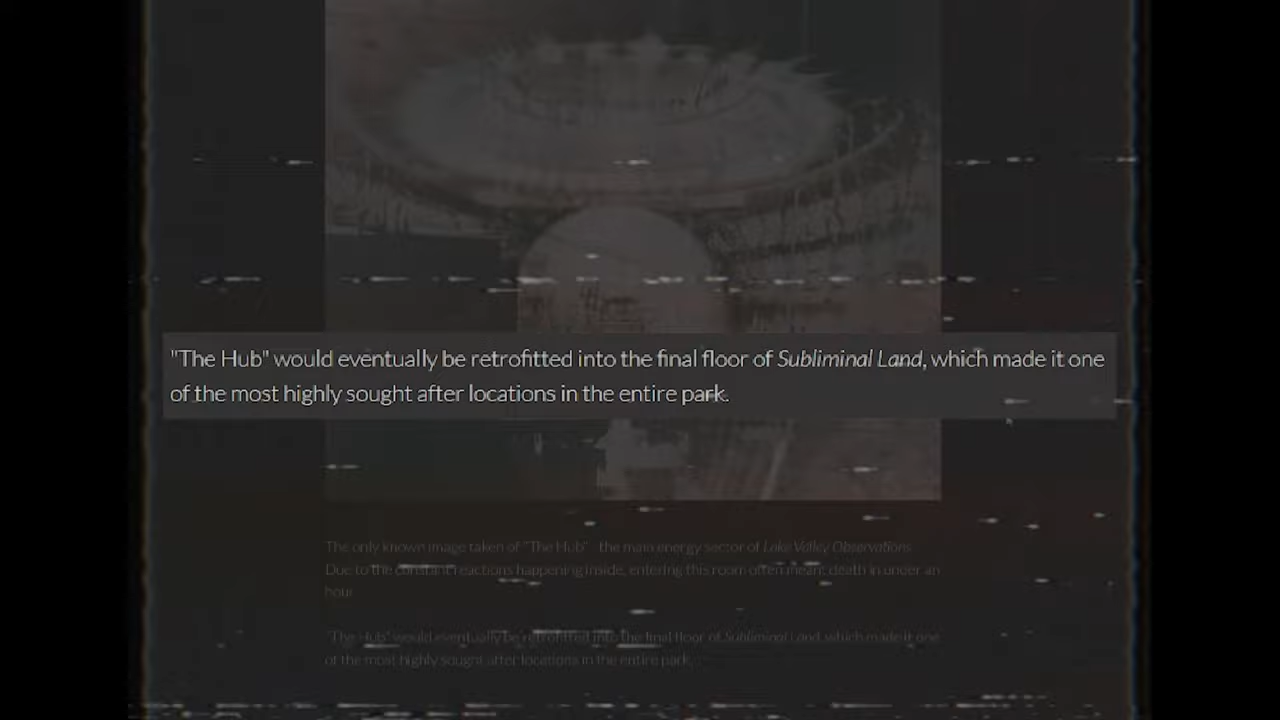 "The Hub" would eventually be retrofitted into the final floor of Subliminal Land, which made it one
of the most highly sought after locations in the entire park.
The only known image taken of "The Hub" - the main energy sector of Lake Valley Observations.
Due to the constant reactions happening inside, entering this room often meant death in under an
hour.
"The Hub" would eventually be retrofitted into the final floor of Subliminal Land, which made it one
of the most highly sought after locations in the entire park.